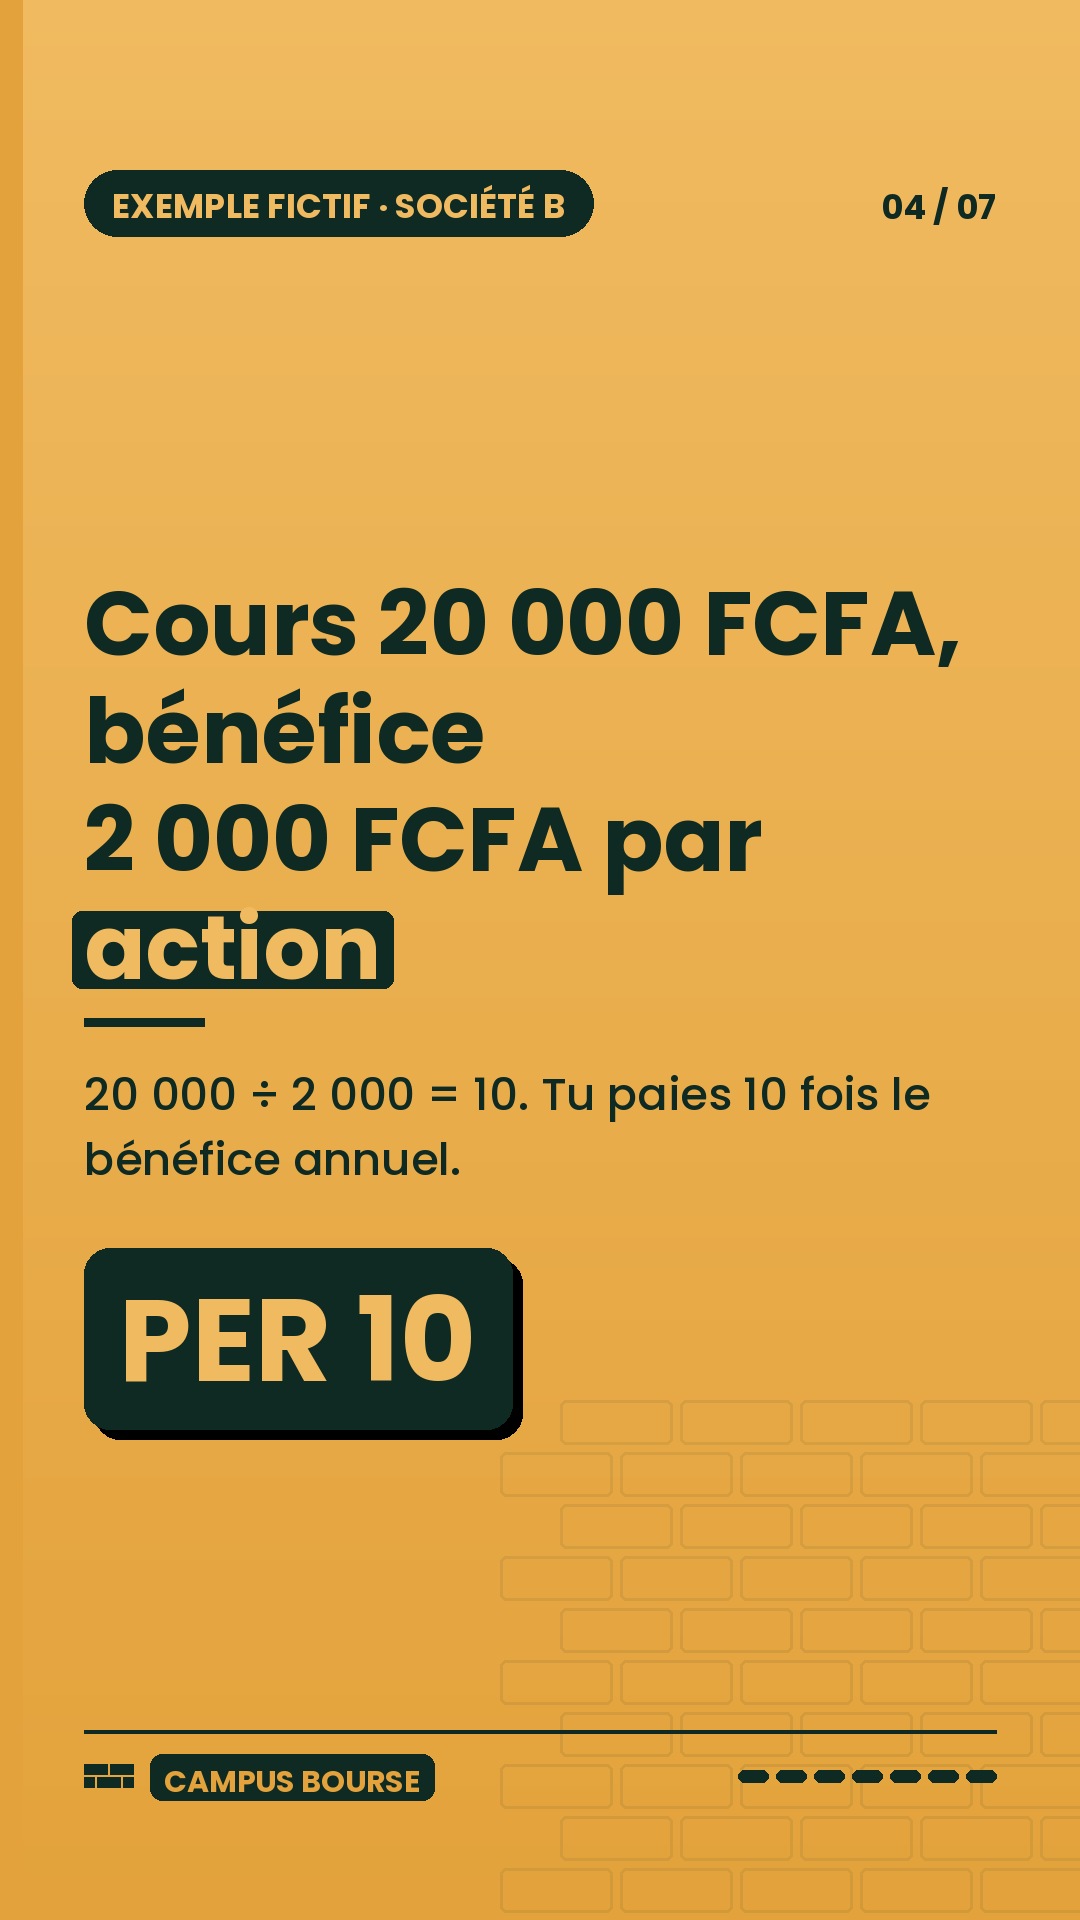 EXEMPLE FICTIF · SOCIÉTÉ B
04 / 07
Cours 20 000 FCFA,
bénéfice
2 000 FCFA par
action
20 000 ÷ 2 000 = 10. Tu paies 10 fois le
bénéfice annuel.
PER 10
CAMPUS BOURSE